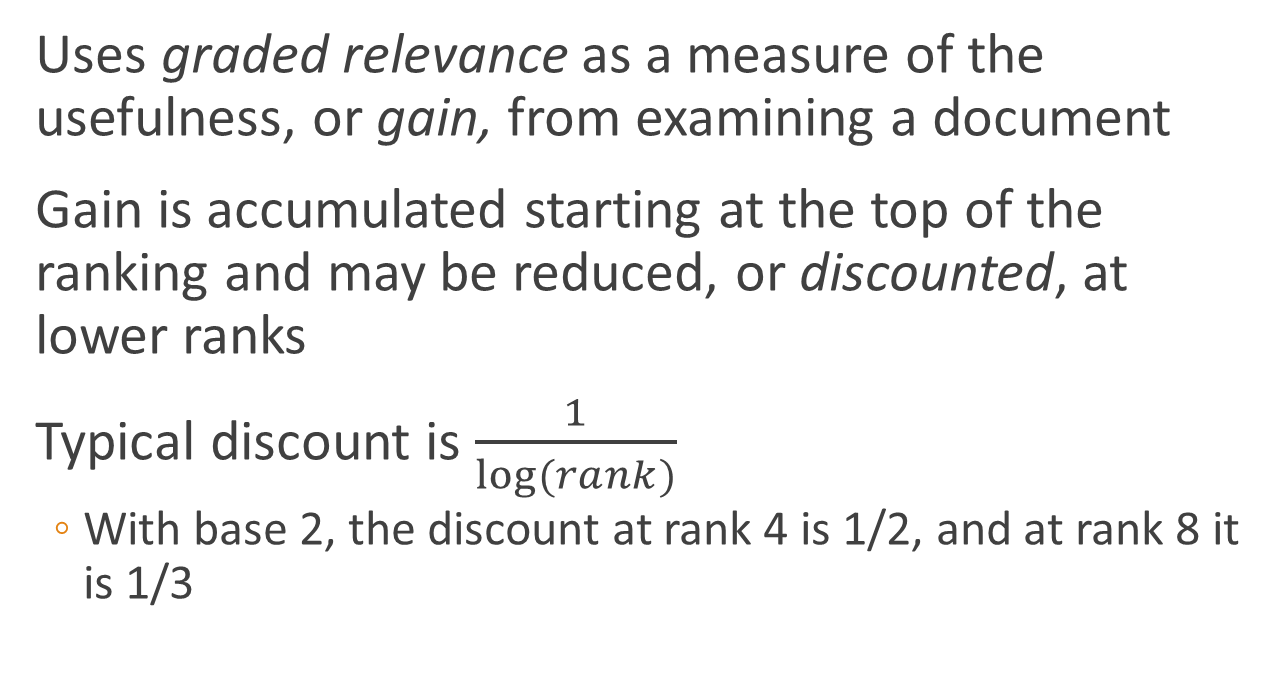 Uses graded relevance as a measure of the
usefulness, or gain, from examining a document
Gain is accumulated starting at the top of the
ranking and may be reduced, or discounted, at
lower ranks
Typical discount is 1/log(rank)
◦ With base 2, the discount at rank 4 is 1/2, and at rank 8 it
is 1/3